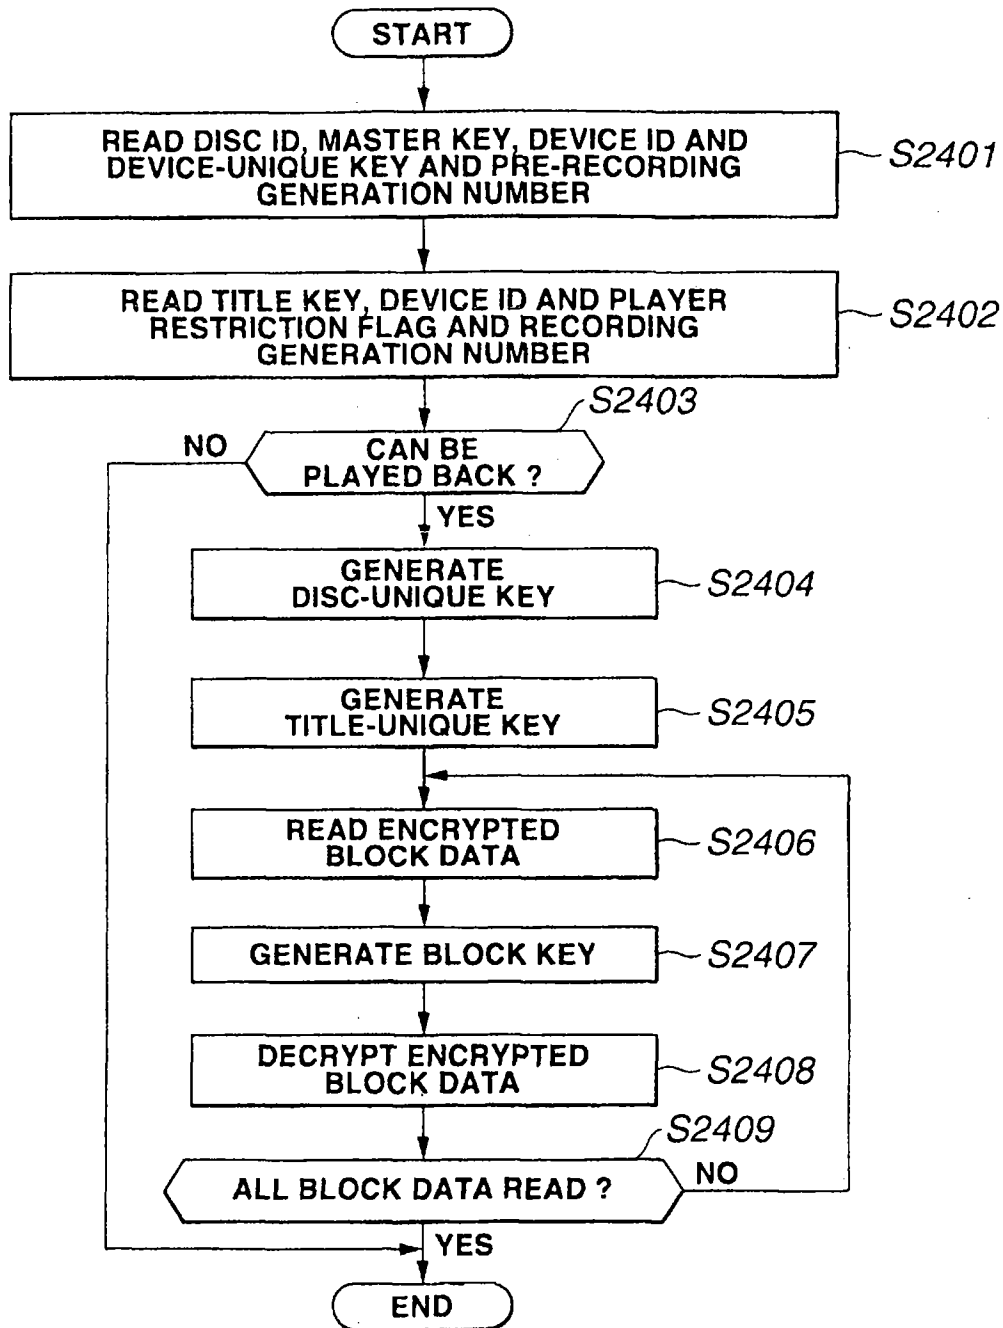 START
READ DISC ID, MASTER KEY, DEVICE ID AND
DEVICE-UNIQUE KEY AND PRE-RECORDING
GENERATION NUMBER
S2401
READ TITLE KEY, DEVICE ID AND PLAYER
RESTRICTION FLAG AND RECORDING
GENERATION NUMBER
S2402
S2403
NO
CAN BE
PLAYED BACK ?
YES
GENERATE
DISC-UNIQUE KEY
S2404
GENERATE
TITLE-UNIQUE KEY
S2405
READ ENCRYPTED
BLOCK DATA
S2406
GENERATE BLOCK KEY
S2407
DECRYPT ENCRYPTED
BLOCK DATA
S2408
S2409
ALL BLOCK DATA READ ?
NO
YES
END